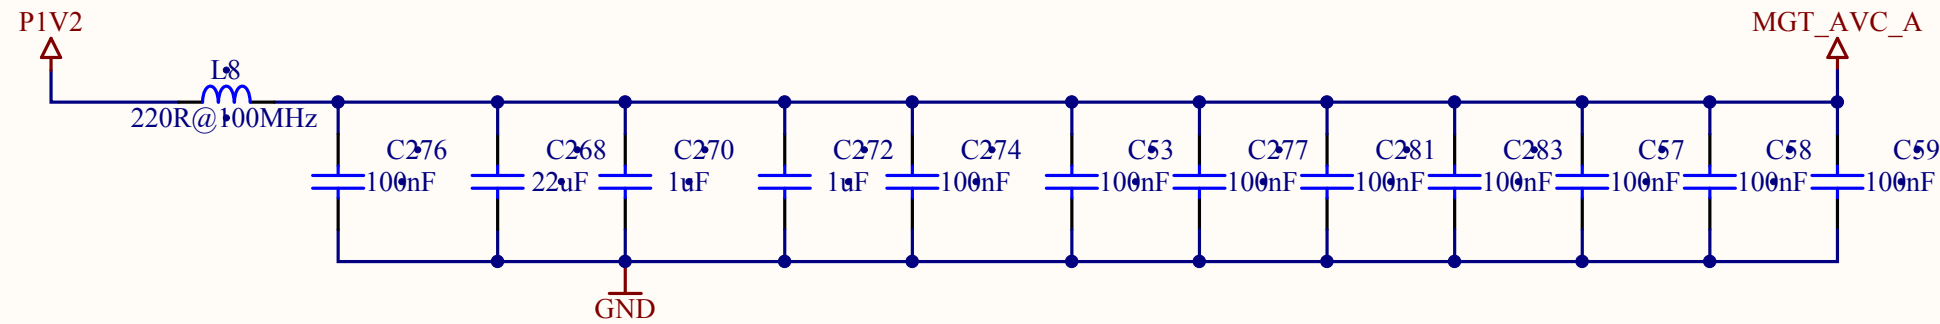 P1V2
MGT_AVC_A
L8
220R@100MHz
C276
100nF
C268
22uF
C270
1uF
C272
1uF
C274
100nF
C53
100nF
C277
100nF
C281
100nF
C283
100nF
C57
100nF
C58
100nF
C59
100nF
GND